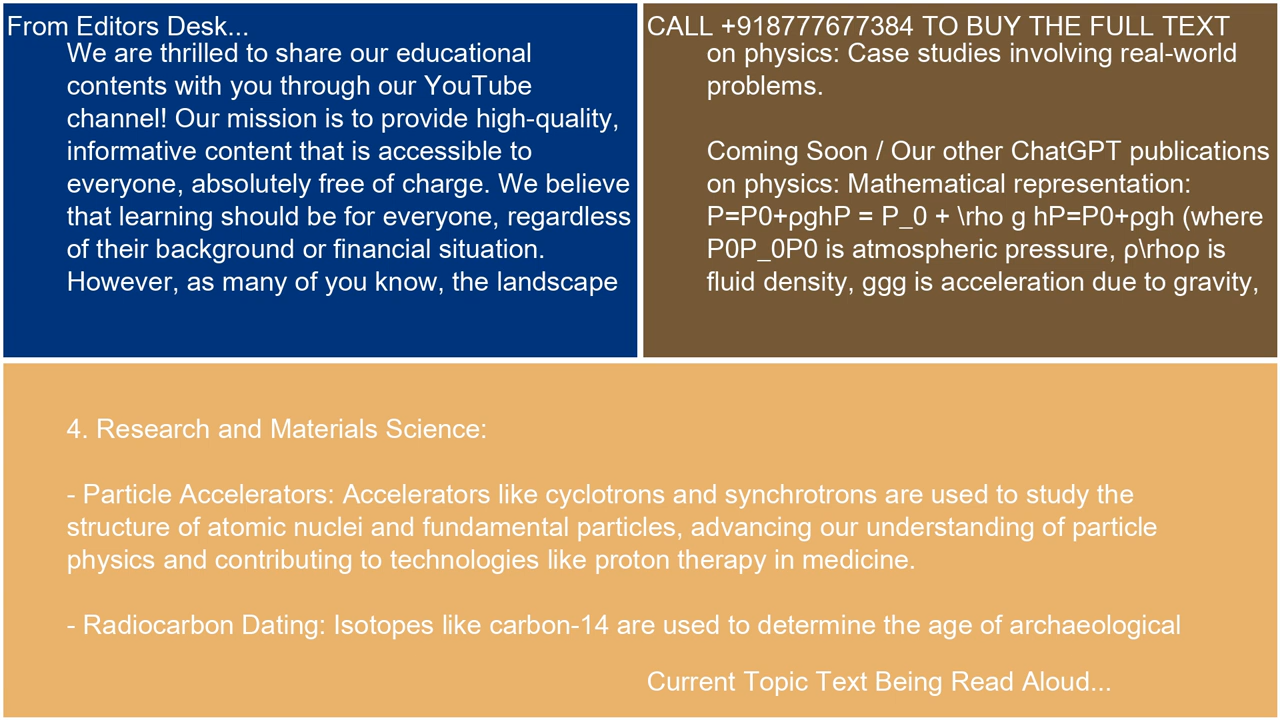 From Editors Desk...
We are thrilled to share our educational
contents with you through our YouTube
channel! Our mission is to provide high-quality,
informative content that is accessible to
everyone, absolutely free of charge. We believe
that learning should be for everyone, regardless
of their background or financial situation.
However, as many of you know, the landscape
CALL +918777677384 TO BUY THE FULL TEXT
on physics: Case studies involving real-world
problems.
Coming Soon / Our other ChatGPT publications
on physics: Mathematical representation:
P=P0+ρghP = P_0 + \rho g hP=P0+ρgh (where
P0P_0P0 is atmospheric pressure, ρ\rhoρ is
fluid density, ggg is acceleration due to gravity,
4. Research and Materials Science:
- Particle Accelerators: Accelerators like cyclotrons and synchrotrons are used to study the
structure of atomic nuclei and fundamental particles, advancing our understanding of particle
physics and contributing to technologies like proton therapy in medicine.
- Radiocarbon Dating: Isotopes like carbon-14 are used to determine the age of archaeological
Current Topic Text Being Read Aloud...